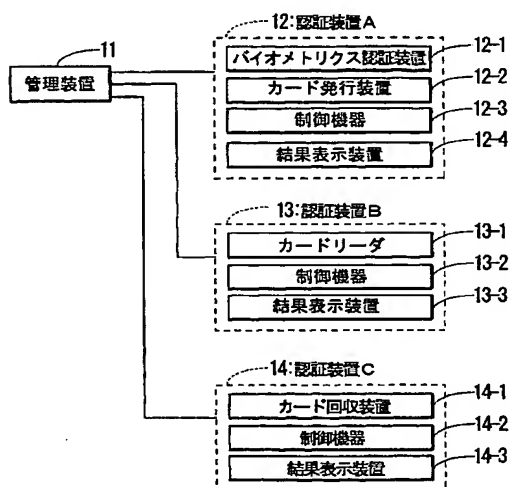 11
管理装置
12:認証装置A
バイオメトリクス認証装置
12-1
カード発行装置
12-2
制御機器
12-3
結果表示装置
12-4
13:認証装置B
カードリーダ
13-1
制御機器
13-2
結果表示装置
13-3
14:認証装置C
カード回収装置
14-1
制御機器
14-2
結果表示装置
14-3